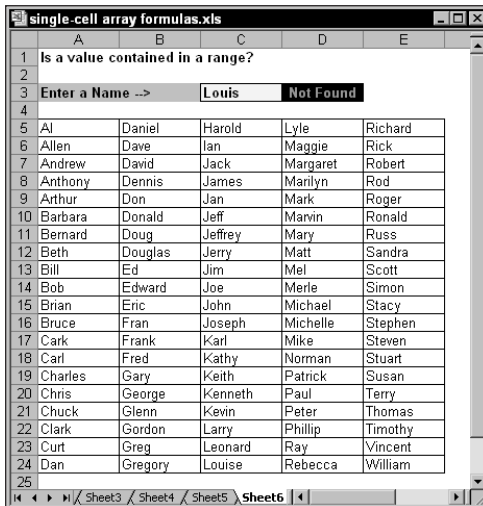 single-cell array formulas.xls
A B C D E
1 Is a value contained in a range?
2
3 Enter a Name --> Louis Not Found
4
5 Al Daniel Harold Lyle Richard
6 Allen Dave Ian Maggie Rick
7 Andrew David Jack Margaret Robert
8 Anthony Dennis James Marilyn Rod
9 Arthur Don Jan Mark Roger
10 Barbara Donald Jeff Marvin Ronald
11 Bernard Doug Jeffrey Mary Russ
12 Beth Douglas Jerry Matt Sandra
13 Bill Ed Jim Mel Scott
14 Bob Edward Joe Merle Simon
15 Brian Eric John Michael Stacy
16 Bruce Fran Joseph Michelle Stephen
17 Cark Frank Karl Mike Steven
18 Carl Fred Kathy Norman Stuart
19 Charles Gary Keith Patrick Susan
20 Chris George Kenneth Paul Terry
21 Chuck Glenn Kevin Peter Thomas
22 Clark Gordon Larry Phillip Timothy
23 Curt Greg Leonard Ray Vincent
24 Dan Gregory Louise Rebecca William
25
Sheet3 Sheet4 Sheet5 Sheet6